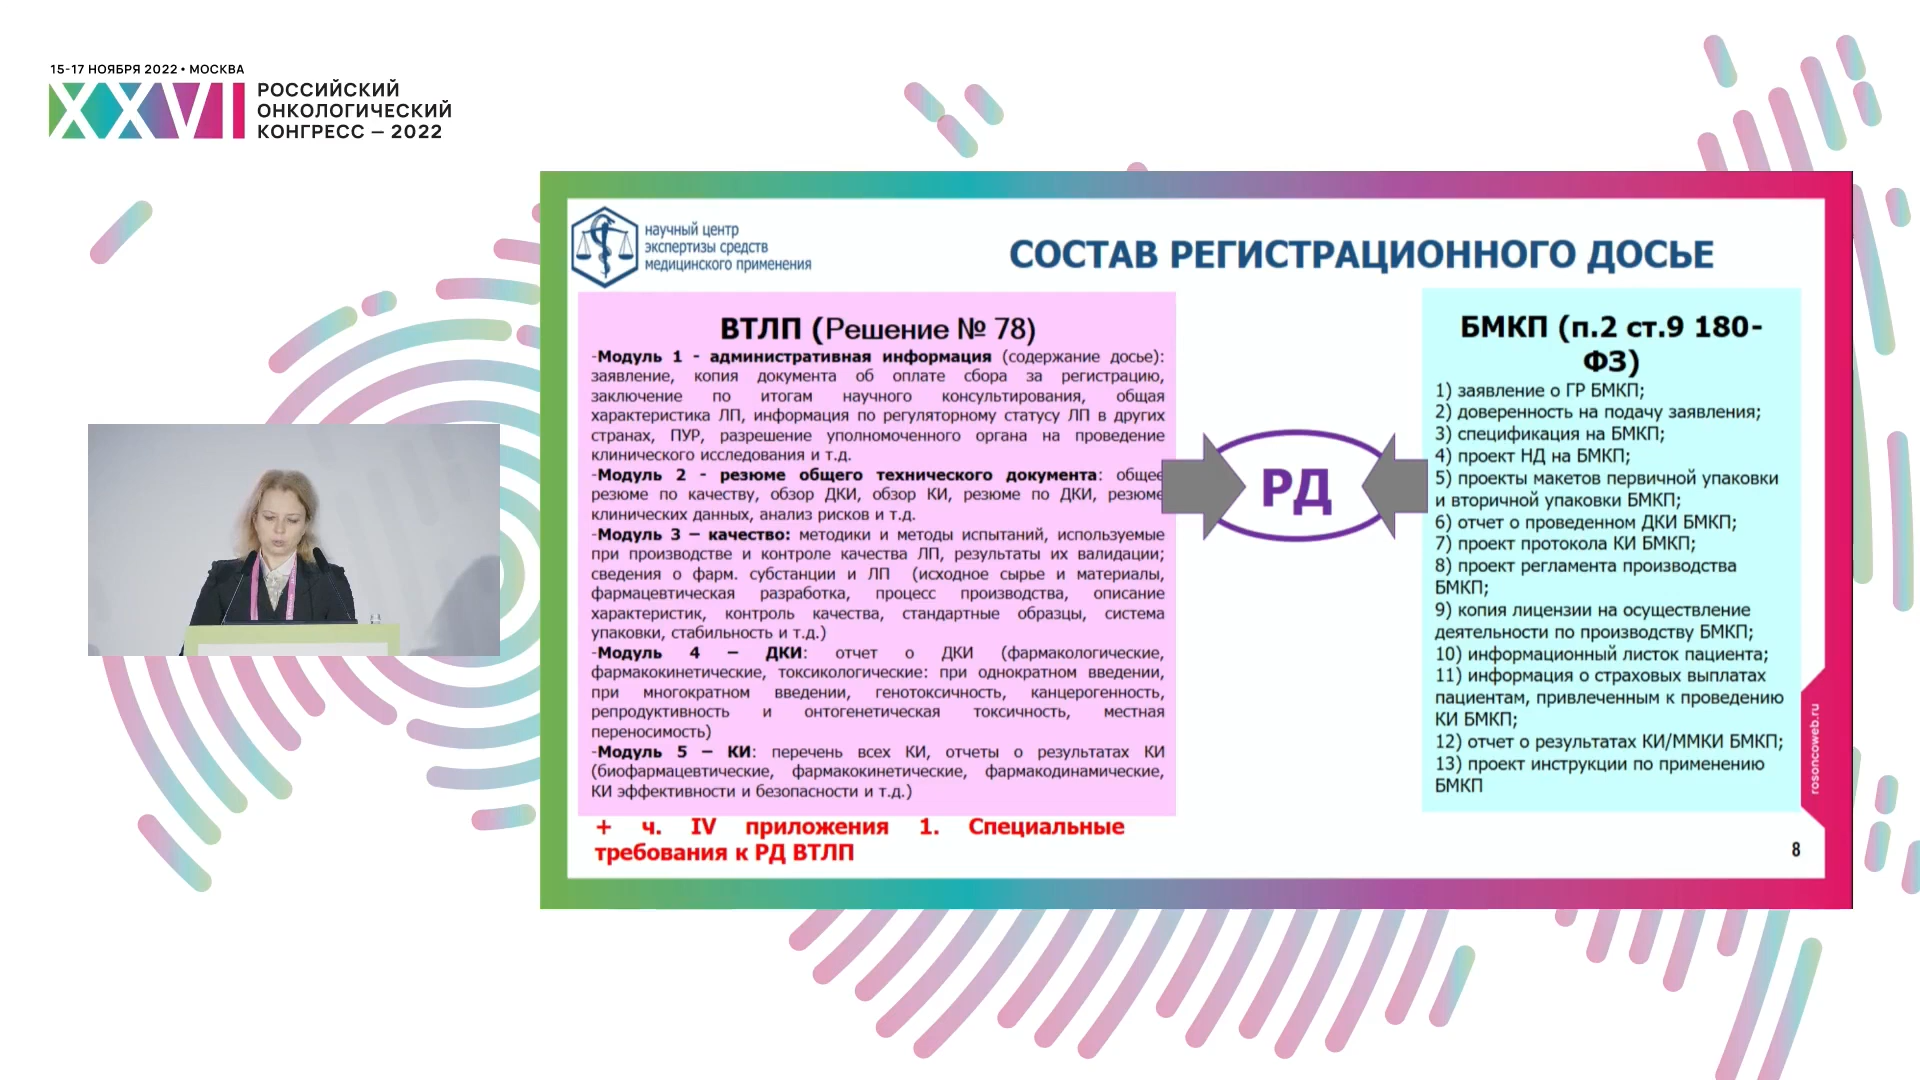 15-17 НОЯБРЯ 2022 • МОСКВА
XXVI
РОССИЙСКИЙ
ОНКОЛОГИЧЕСКИЙ
КОНГРЕСС – 2022
научный центр
экспертизы средств
медицинского применения
СОСТАВ РЕГИСТРАЦИОННОГО ДОСЬЕ
ВТЛП (Решение № 78)
-Модуль 1 - административная информация (содержание досье):
заявление, копия документа об оплате сбора за регистрацию,
заключение по итогам научного консультирования, общая
характеристика ЛП, информация по регуляторному статусу ЛП в других
странах, ПУР, разрешение уполномоченного органа на проведение
клинического исследования и т.д.
-Модуль 2 - резюме общего технического документа: общее
резюме по качеству, обзор ДКИ, обзор КИ, резюме по ДКИ, резюме
клинических данных, анализ рисков и т.д.
-Модуль 3 – качество: методики и методы испытаний, используемые
при производстве и контроле качества ЛП, результаты их валидации;
сведения о фарм. субстанции и ЛП (исходное сырье и материалы,
фармацевтическая разработка, процесс производства, описание
характеристик, контроль качества, стандартные образцы, система
упаковки, стабильность и т.д.)
-Модуль 4 – ДКИ: отчет о ДКИ (фармакологические,
фармакокинетические, токсикологические: при однократном введении,
при многократном введении, генотоксичность, канцерогенность,
репродуктивность и онтогенетическая токсичность, местная
переносимость)
-Модуль 5 – КИ: перечень всех КИ, отчеты о результатах КИ
(биофармацевтические, фармакокинетические, фармакодинамические,
КИ эффективности и безопасности и т.д.)
+ ч. IV приложения 1. Специальные
требования к РД ВТЛП
РД
БМКП (п.2 ст.9 180-
ФЗ)
1) заявление о ГР БМКП;
2) доверенность на подачу заявления;
3) спецификация на БМКП;
4) проект НД на БМКП;
5) проекты макетов первичной упаковки
и вторичной упаковки БМКП;
6) отчет о проведенном ДКИ БМКП;
7) проект протокола КИ БМКП;
8) проект регламента производства
БМКП;
9) копия лицензии на осуществление
деятельности по производству БМКП;
10) информационный листок пациента;
11) информация о страховых выплатах
пациентам, привлеченным к проведению
КИ БМКП;
12) отчет о результатах КИ/ММКИ БМКП;
13) проект инструкции по применению
БМКП
rosoncoweb.ru
8